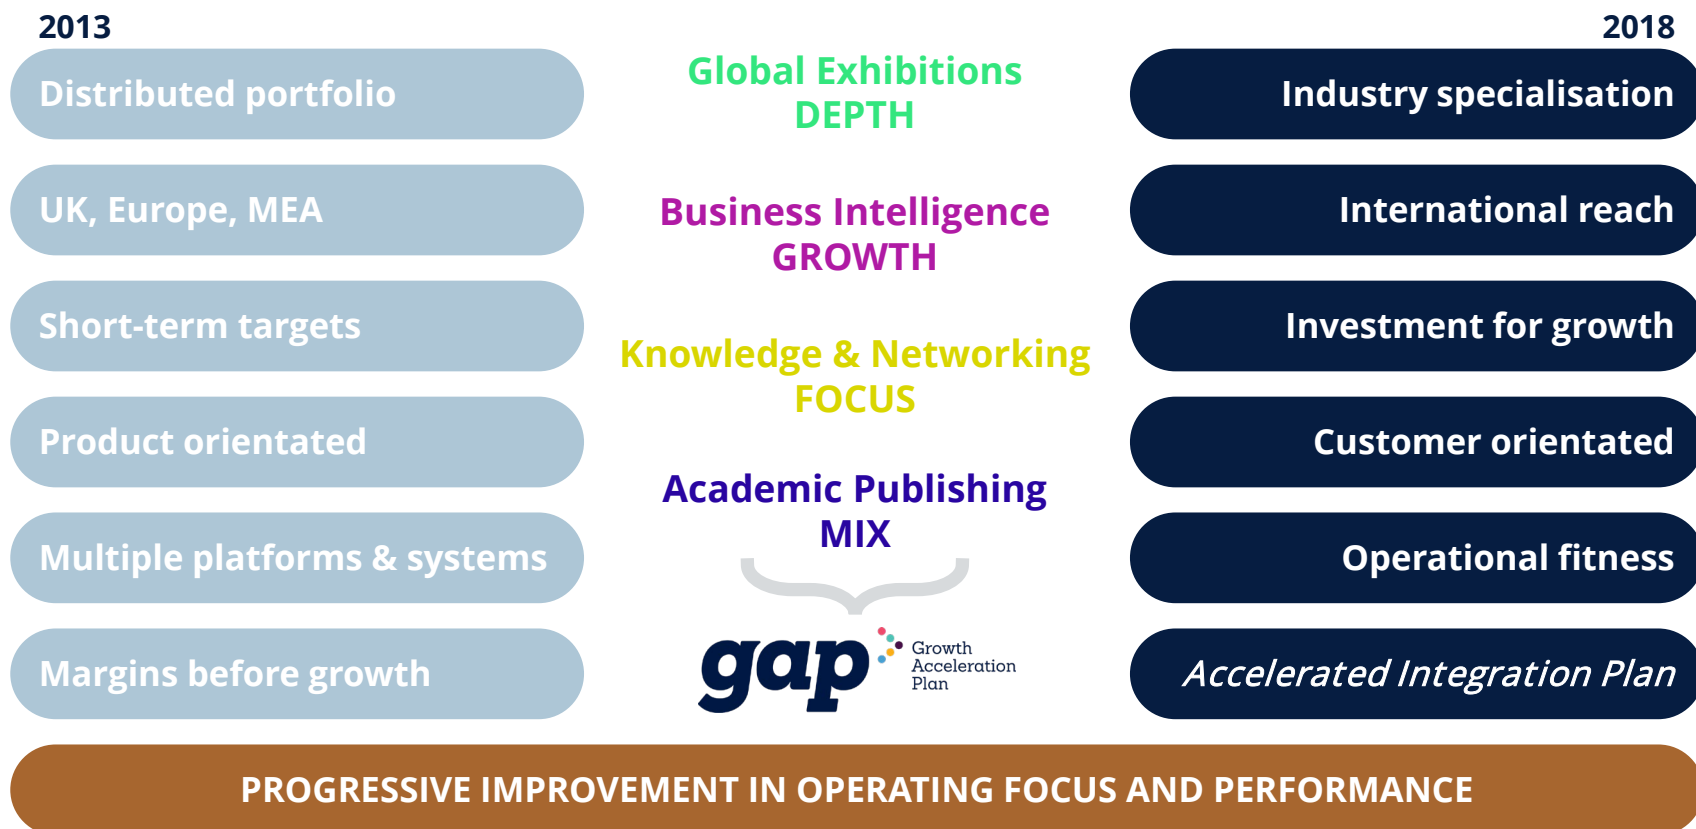 2013
Distributed portfolio
UK, Europe, MEA
Short-term targets
Product orientated
Multiple platforms & systems
Margins before growth
Global Exhibitions
DEPTH
Business Intelligence
GROWTH
Knowledge & Networking
FOCUS
Academic Publishing
MIX
gap
Growth
Acceleration
Plan
2018
Industry specialisation
International reach
Investment for growth
Customer orientated
Operational fitness
Accelerated Integration Plan
PROGRESSIVE IMPROVEMENT IN OPERATING FOCUS AND PERFORMANCE